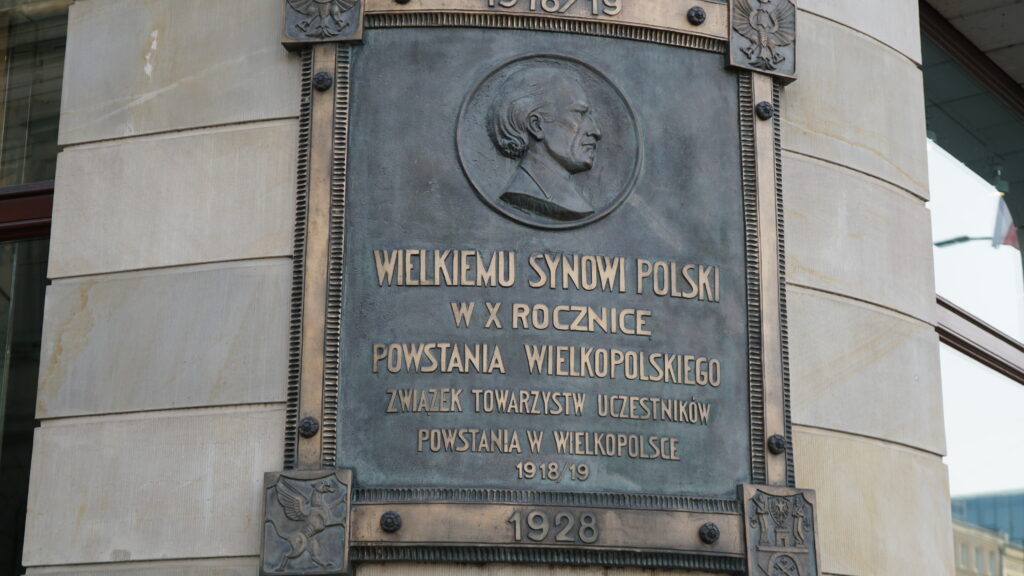 1918/19
WIELKIEMU SYNOWI POLSKI
W X ROCZNICĘ
POWSTANIA WIELKOPOLSKIEGO
ZWIĄZEK TOWARZYSTW UCZESTNIKÓW
POWSTANIA W WIELKOPOLSCE
1918/19
1928